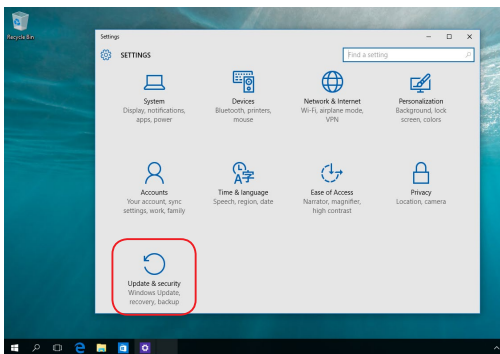 Recycle Bin
Settings
SETTINGS
Find a setting
System
Display, notifications,
apps, power
Devices
Bluetooth, printers,
mouse
Network & Internet
Wi-Fi, airplane mode,
VPN
Personalization
Background, lock
screen, colors
Accounts
Your account, sync
settings, work, family
Time & language
Speech, region, date
Ease of Access
Narrator, magnifier,
high contrast
Privacy
Location, camera
Update & security
Windows Update,
recovery, backup